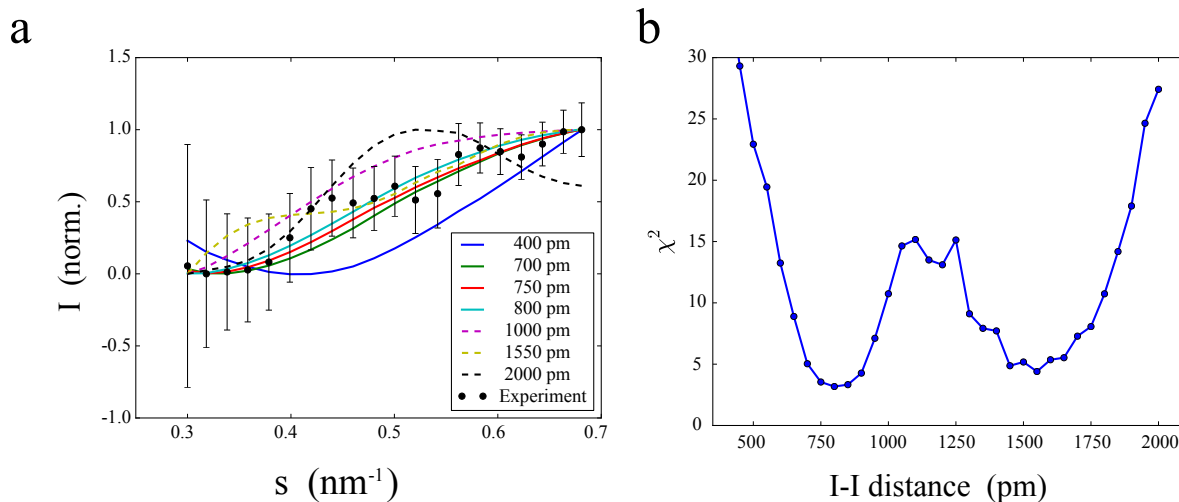 a
b
1.5
1.0
0.5
0.0
-0.5
-1.0
I (norm.)
0.3
0.4
0.5
0.6
0.7
s (nm⁻¹)
400 pm
700 pm
750 pm
800 pm
1000 pm
1550 pm
2000 pm
Experiment
30
25
20
15
10
5
0
χ²
500
750
1000
1250
1500
1750
2000
I-I distance (pm)